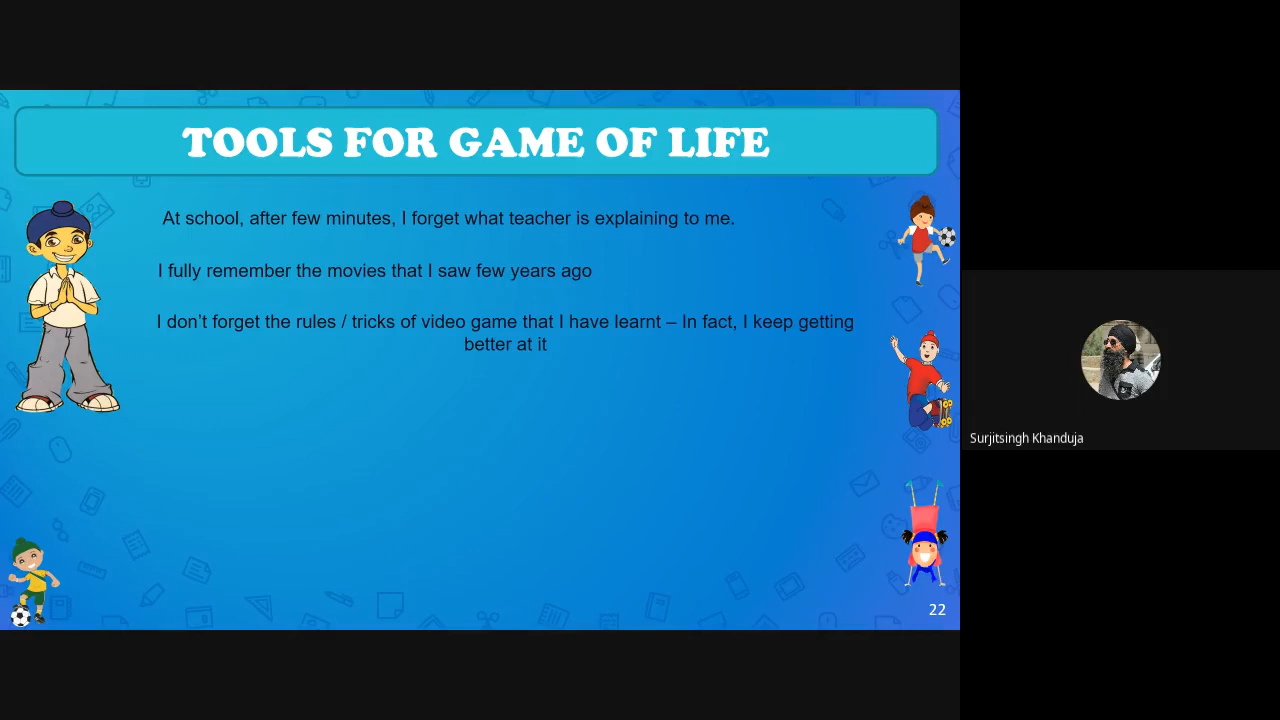 TOOLS FOR GAME OF LIFE
At school, after few minutes, I forget what teacher is explaining to me.
I fully remember the movies that I saw few years ago
I don’t forget the rules / tricks of video game that I have learnt – In fact, I keep getting
better at it
Surjitsingh Khanduja
22